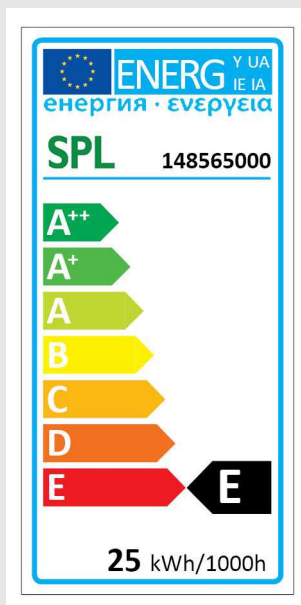 ENERG Y UA
IE IA
енергия · ενεργεια
SPL 148565000
A++
A+
A
B
C
D
E E
25 kWh/1000h